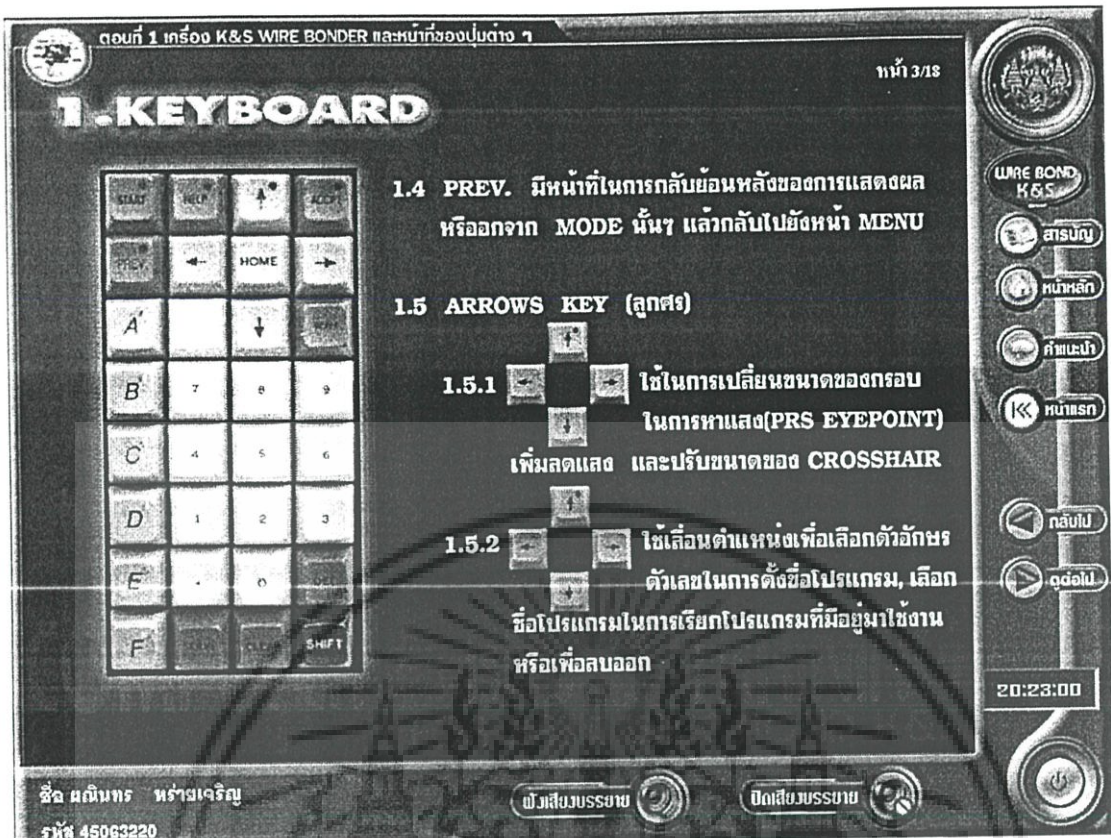 ตอนที่ 1 เครื่อง K&S WIRE BONDER และหน้าที่ของปุ่มต่าง ๆ
หน้า 3/18
1.KEYBOARD
START HELP ↑ ACCPT
PREV. ← HOME →
A ↓
B 7 8 9
C 4 5 6
D 1 2 3
E 0
F SHIFT
1.4 PREV. มีหน้าที่ในการกลับย้อนหลังของการแสดงผล
หรือออกจาก MODE นั้นๆ แล้วกลับไปยังหน้า MENU
1.5 ARROWS KEY (ลูกศร)
1.5.1 ใช้ในการเปลี่ยนขนาดของกรอบ
ในการหาแสง(PRS EYEPOINT)
เพิ่มลดแสง และปรับขนาดของ CROSSHAIR
1.5.2 ใช้เลื่อนตำแหน่งเพื่อเลือกตัวอักษร
ตัวเลขในการตั้งชื่อโปรแกรม, เลือก
ชื่อโปรแกรมในการเรียกโปรแกรมที่มีอยู่มาใช้งาน
หรือเพื่อลบออก
WIRE BOND
K&S
สารบัญ
หน้าหลัก
คำแนะนำ
หน้าแรก
กลับไป
ดูต่อไป
20:23:00
ชื่อ ผณินทร หร่ายเจริญ
รหัส 45063220
ฟังเสียงบรรยาย
ปิดเสียงบรรยาย